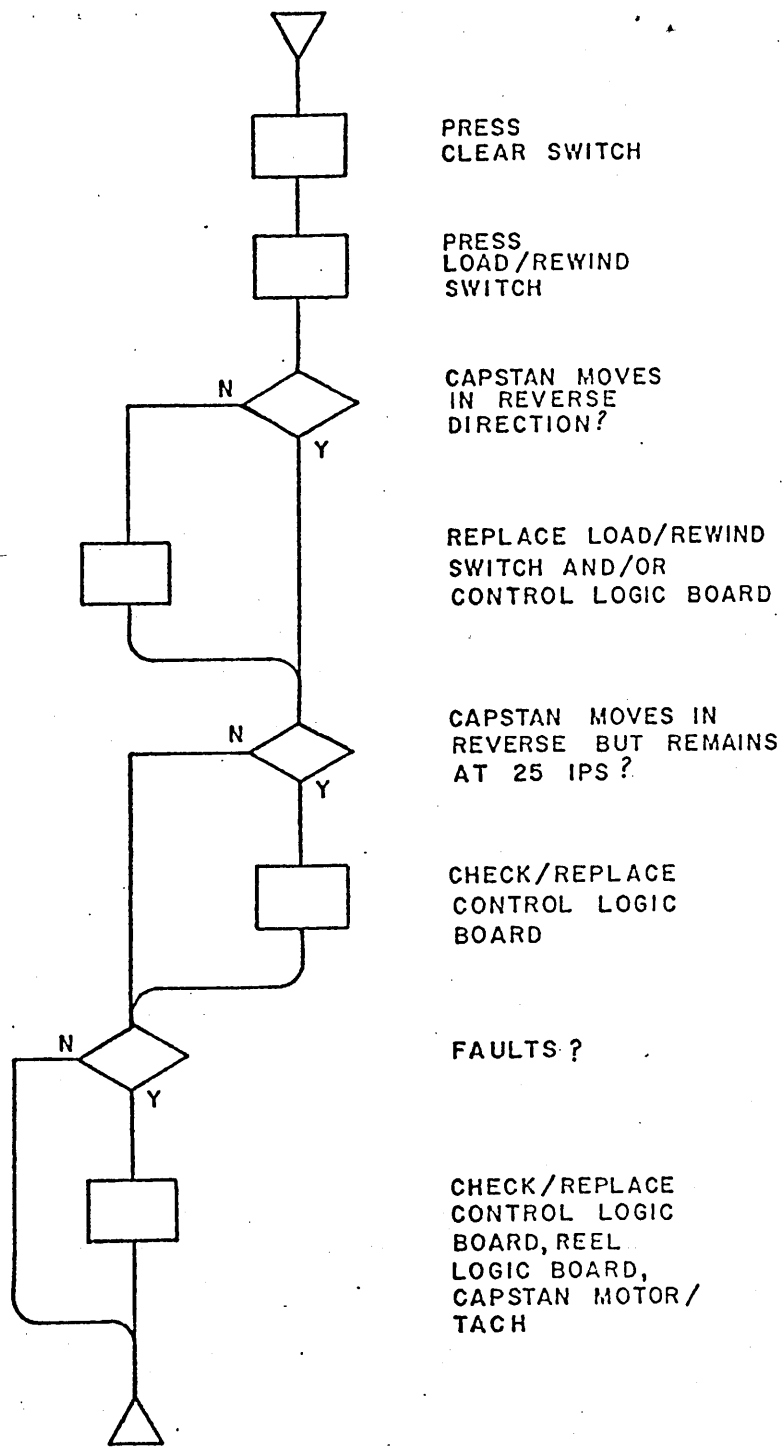 PRESS
CLEAR SWITCH
PRESS
LOAD/REWIND
SWITCH
N
CAPSTAN MOVES
IN REVERSE
DIRECTION?
Y
REPLACE LOAD/REWIND
SWITCH AND/OR
CONTROL LOGIC BOARD
N
CAPSTAN MOVES IN
REVERSE BUT REMAINS
AT 25 IPS?
Y
CHECK/REPLACE
CONTROL LOGIC
BOARD
N
FAULTS?
Y
CHECK/REPLACE
CONTROL LOGIC
BOARD, REEL
LOGIC BOARD,
CAPSTAN MOTOR/
TACH